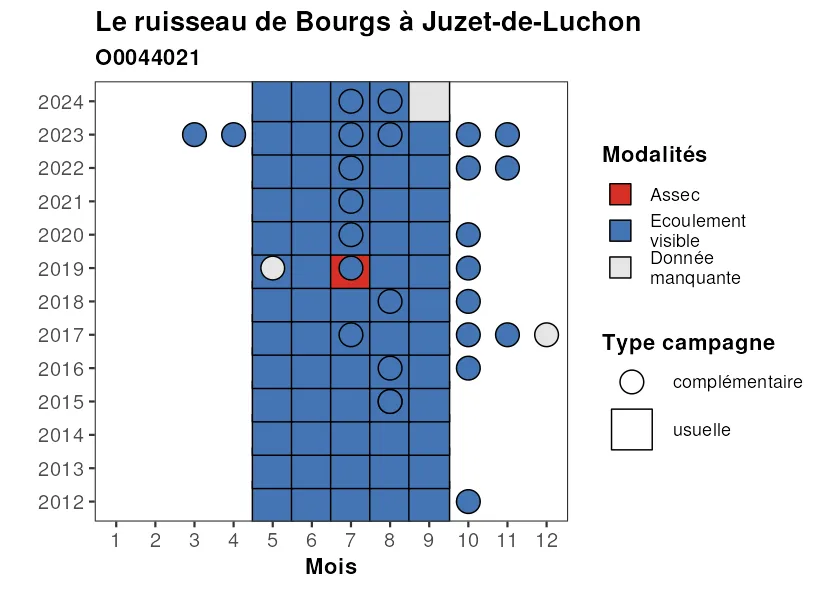 Le ruisseau de Bourgs à Juzet-de-Luchon
O0044021
2024
2023
2022
2021
2020
2019
2018
2017
2016
2015
2014
2013
2012
1 2 3 4 5 6 7 8 9 10 11 12
Mois
Modalités
Assec
Ecoulement
visible
Donnée
manquante
Type campagne
complémentaire
usuelle